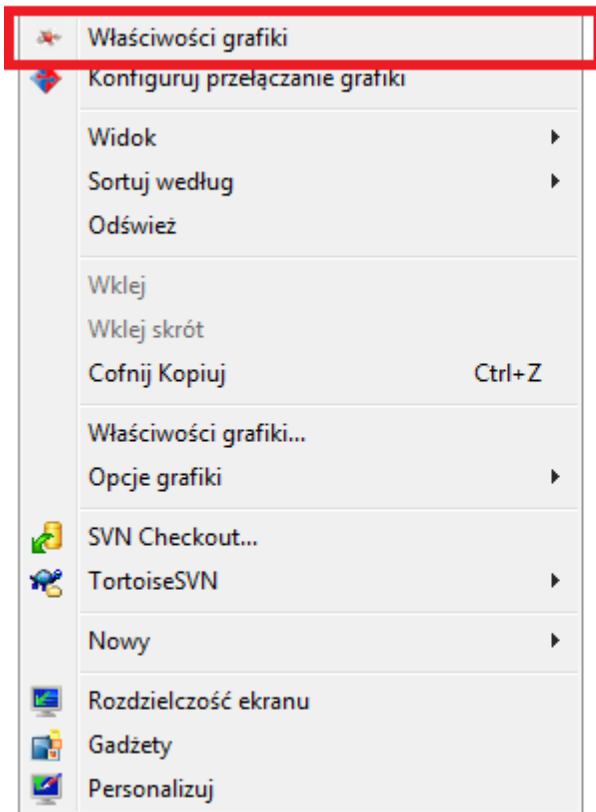 Właściwości grafiki
Konfiguruj przełączanie grafiki
Widok
Sortuj według
Odśwież
Wklej
Wklej skrót
Cofnij Kopiuj Ctrl+Z
Właściwości grafiki...
Opcje grafiki
SVN Checkout...
TortoiseSVN
Nowy
Rozdzielczość ekranu
Gadżety
Personalizuj